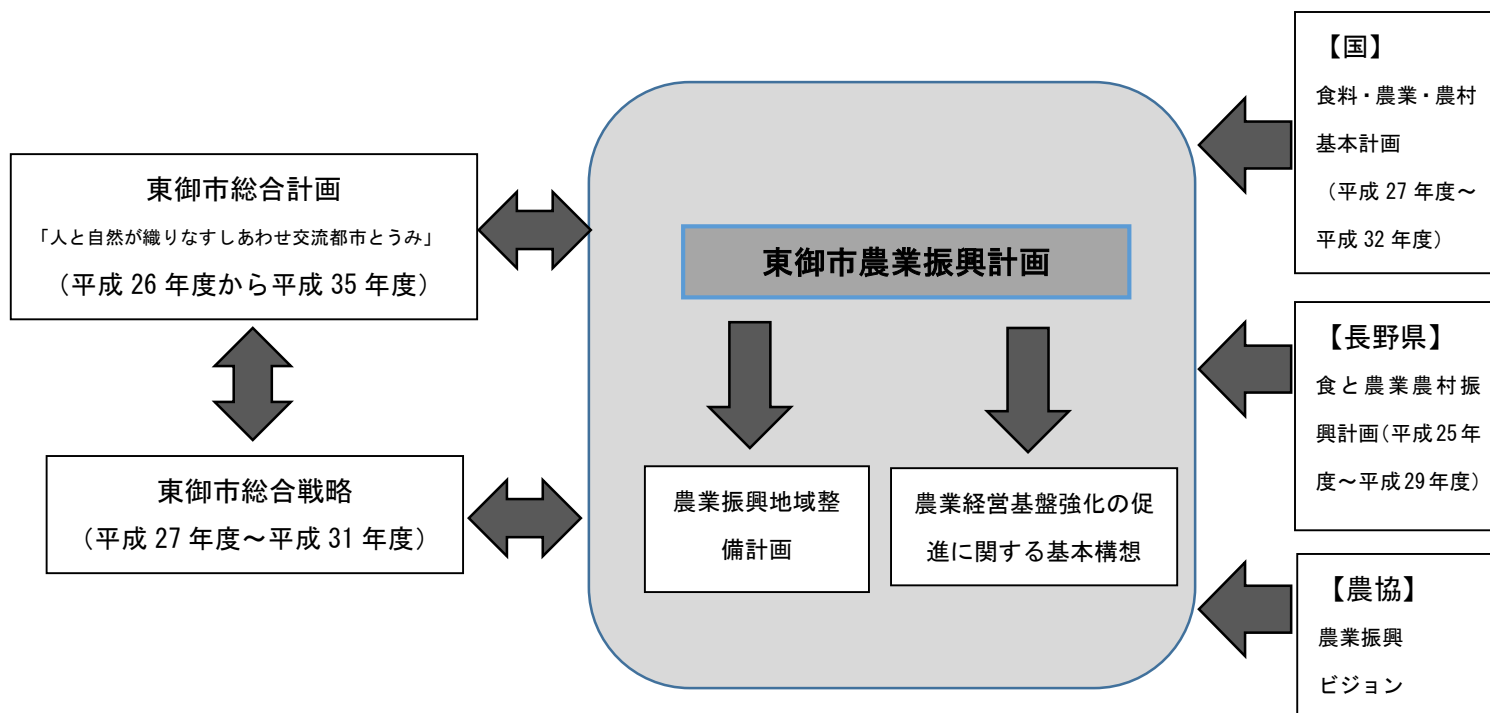 東御市総合計画
「人と自然が織りなすしあわせ交流都市とうみ」
（平成 26 年度から平成 35 年度）
東御市総合戦略
（平成 27 年度～平成 31 年度）
東御市農業振興計画
農業振興地域整
備計画
農業経営基盤強化の促
進に関する基本構想
【国】
食料・農業・農村
基本計画
（平成 27 年度～
平成 32 年度）
【長野県】
食と農業農村振
興計画（平成 25 年
度～平成 29 年度）
【農協】
農業振興
ビジョン